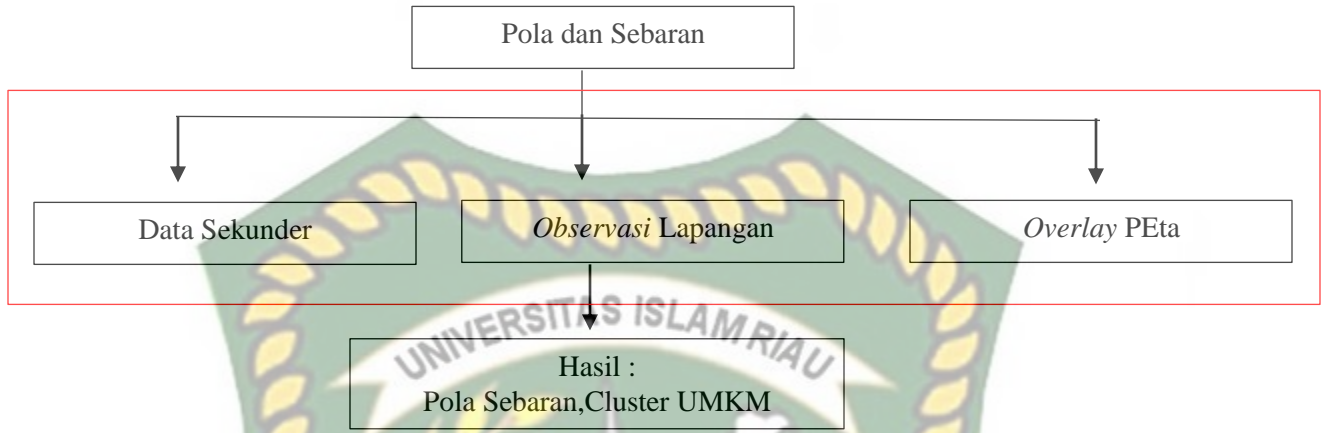 Pola dan Sebaran
Data Sekunder
Observasi Lapangan
Overlay PEta
UNIVERSITAS ISLAM RIAU
Hasil :
Pola Sebaran,Cluster UMKM